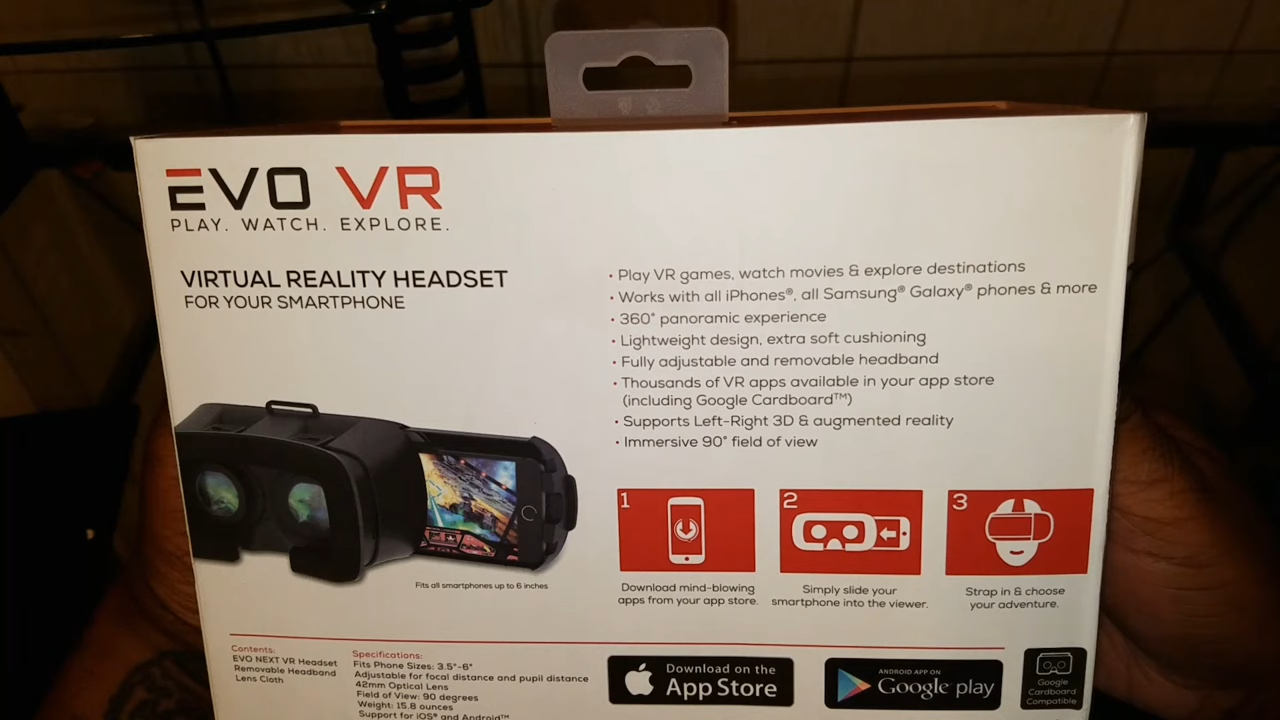 EVO VR
PLAY. WATCH. EXPLORE.
VIRTUAL REALITY HEADSET
FOR YOUR SMARTPHONE
• Play VR games, watch movies & explore destinations
• Works with all iPhones®, all Samsung® Galaxy® phones & more
• 360° panoramic experience
• Lightweight design, extra soft cushioning
• Fully adjustable and removable headband
• Thousands of VR apps available in your app store
(including Google Cardboard™)
• Supports Left-Right 3D & augmented reality
• Immersive 90° field of view
Fits all smartphones up to 6 inches
1
Download mind-blowing
apps from your app store.
2
Simply slide your
smartphone into the viewer.
3
Strap in & choose
your adventure.
Contents:
EVO NEXT VR Headset
Removable Headband
Lens Cloth
Specifications:
Fits Phone Sizes: 3.5"-6"
Adjustable for focal distance and pupil distance
42mm Optical Lens
Field of View: 90 degrees
Weight: 15.8 ounces
Support for iOS® and Android™
Download on the
App Store
ANDROID APP ON
Google play
Google
Cardboard
Compatible